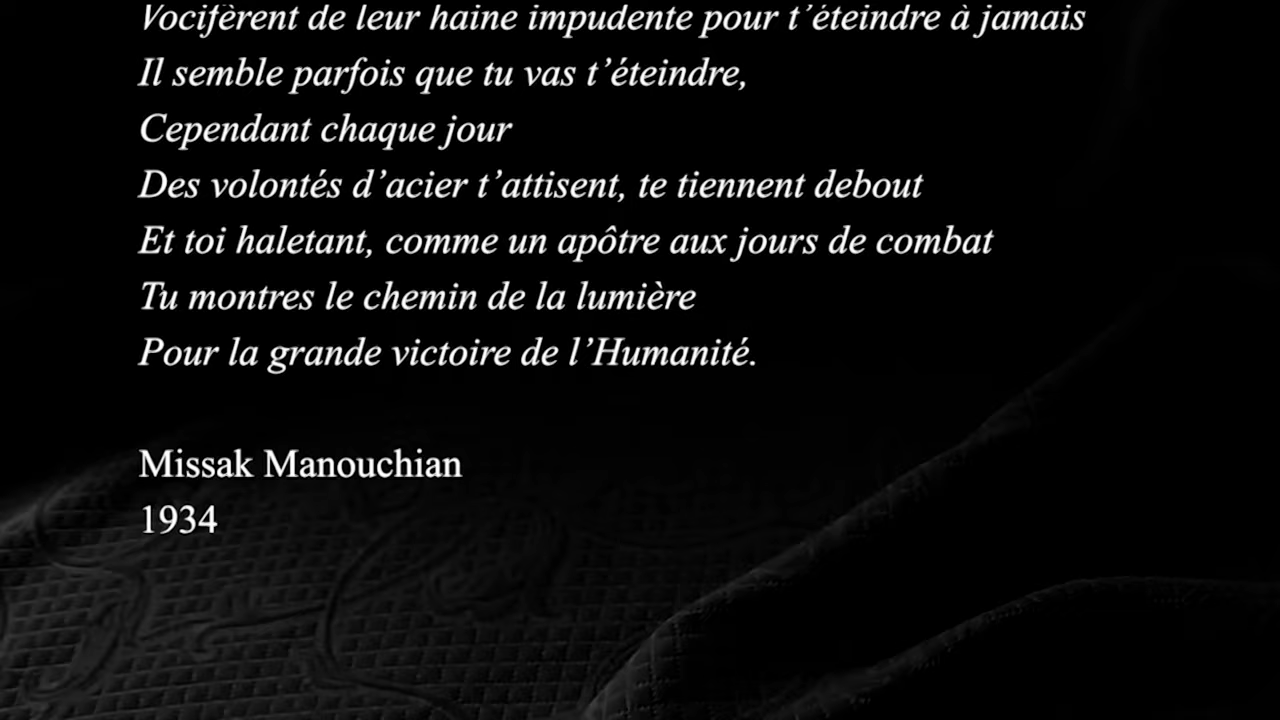 Vocifèrent de leur haine impudente pour t’éteindre à jamais
Il semble parfois que tu vas t’éteindre,
Cependant chaque jour
Des volontés d’acier t’attisent, te tiennent debout
Et toi haletant, comme un apôtre aux jours de combat
Tu montres le chemin de la lumière
Pour la grande victoire de l’Humanité.
Missak Manouchian
1934